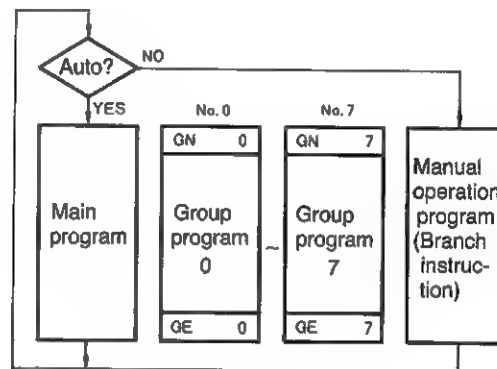 Auto?
NO
YES
No. 0
No. 7
GN 0
GN 7
Main
program
Group
program
0
~
Group
program
7
Manual
operation
program
(Branch
instruc-
tion)
GE 0
GE 7